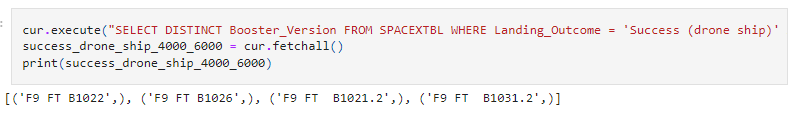 cur.execute("SELECT DISTINCT Booster_Version FROM SPACEXTBL WHERE Landing_Outcome = 'Success (drone ship)'
success_drone_ship_4000_6000 = cur.fetchall()
print(success_drone_ship_4000_6000)
[('F9 FT B1022',), ('F9 FT B1026',), ('F9 FT  B1021.2',), ('F9 FT  B1031.2',)]